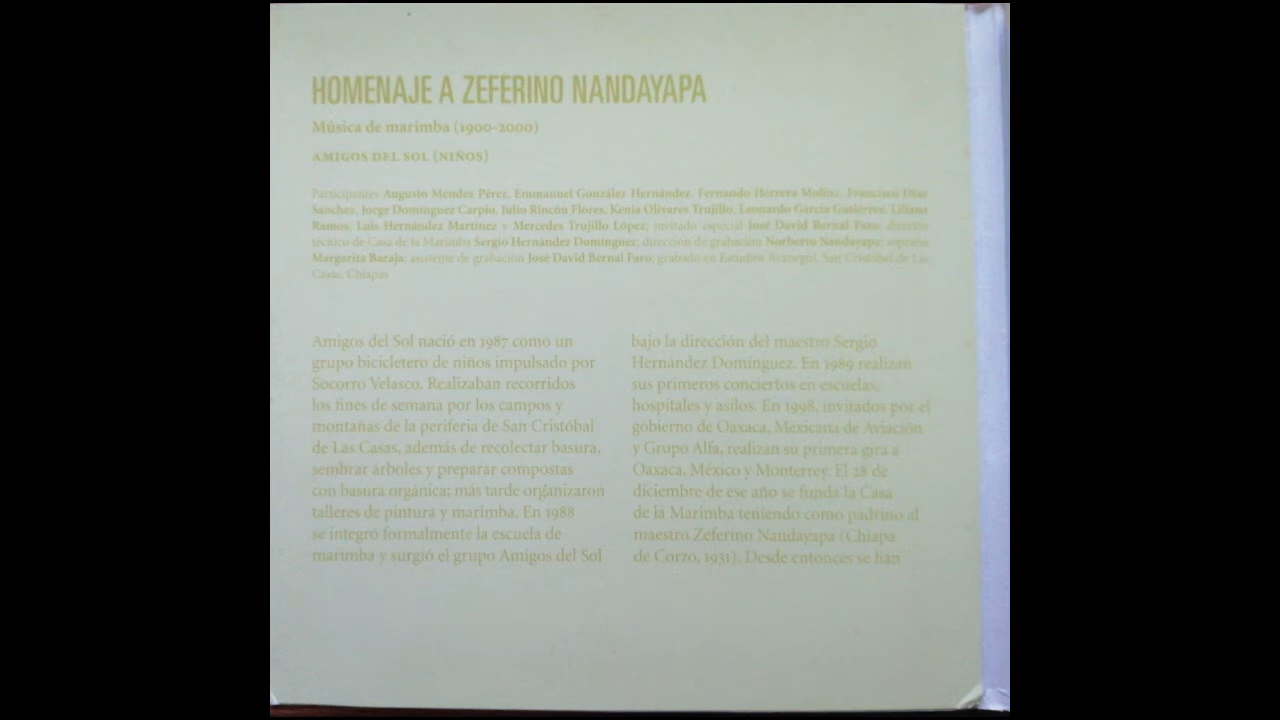 HOMENAJE A ZEFERINO NANDAYAPA
Música de marimba (1900-2000)
AMIGOS DEL SOL (NIÑOS)
Participantes Augusto Méndez Pérez, Emmanuel González Hernández, Fernando Herrera Molina, Francisco Díaz
Sánchez, Jorge Domínguez Carpio, Julio Rincón Flores, Kenia Olivares Trujillo, Leonardo García Gutiérrez, Liliana
Ramos, Luis Hernández Martínez y Mercedes Trujillo López; invitado especial José David Bernal Faro; director
técnico de Casa de la Marimba Sergio Hernández Domínguez; dirección de grabación Norberto Nandayapa; soprano
Margarita Baraja; asistente de grabación José David Bernal Faro; grabado en Estudios San Cristóbal de Las
Casas, Chiapas
Amigos del Sol nació en 1987 como un
grupo bicicletero de niños impulsado por
Socorro Velasco. Realizaban recorridos
los fines de semana por los campos y
montañas de la periferia de San Cristóbal
de Las Casas, además de recolectar basura,
sembrar árboles y preparar compostas
con basura orgánica; más tarde organizaron
talleres de pintura y marimba. En 1988
se integró formalmente la escuela de
marimba y surgió el grupo Amigos del Sol
bajo la dirección del maestro Sergio
Hernández Domínguez. En 1989 realizan
sus primeros conciertos en escuelas,
hospitales y asilos. En 1998, invitados por el
gobierno de Oaxaca, Mexicana de Aviación
y Grupo Alfa, realizan su primera gira a
Oaxaca, México y Monterrey. El 28 de
diciembre de ese año se funda la Casa
de la Marimba teniendo como padrino al
maestro Zeferino Nandayapa (Chiapa
de Corzo, 1931). Desde entonces se han